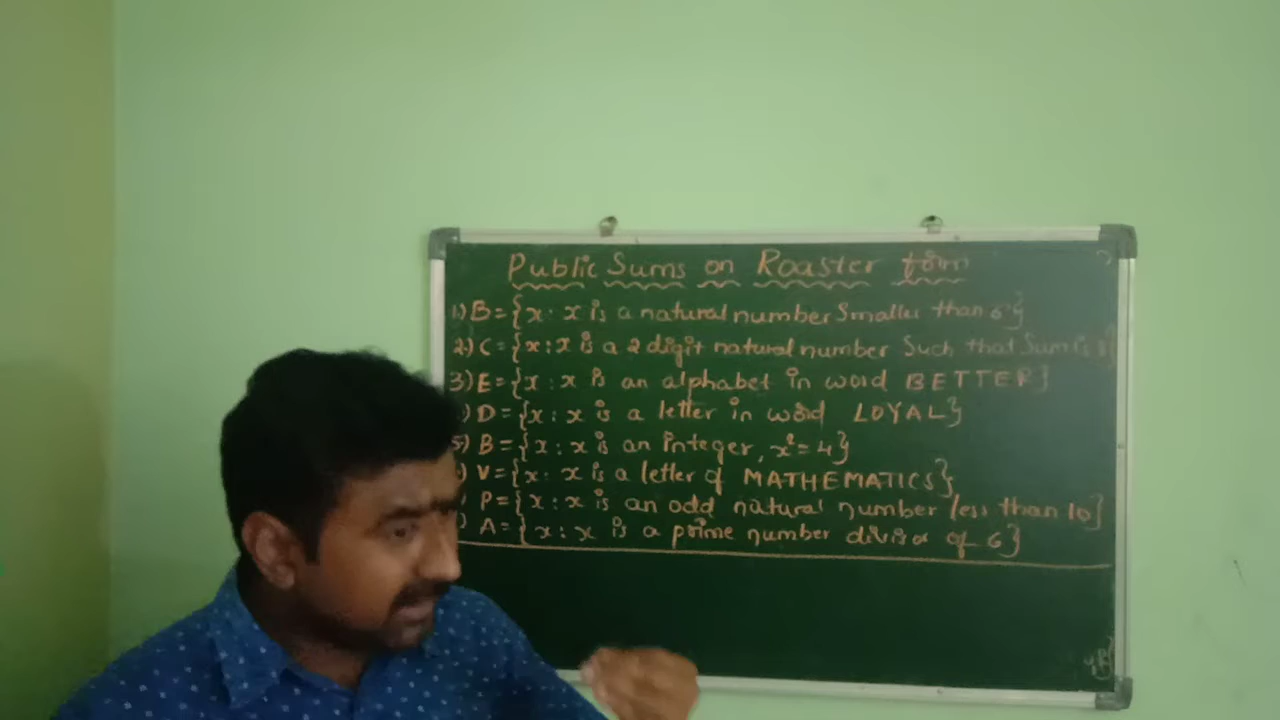 Public Sums on Roaster form
1) B = {x : x is a natural number Smaller than 6}
2) C = {x : x is a 2 digit natural number Such that Sum is
3) E = {x : x is an alphabet in word BETTER}
) D = {x : x is a letter in word LOYAL}
5) B = {x : x is an integer, x² = 4}
) V = {x : x is a letter of MATHEMATICS}
P = {x : x is an odd natural number less than 10}
) A = {x : x is a prime number divisor of 6}